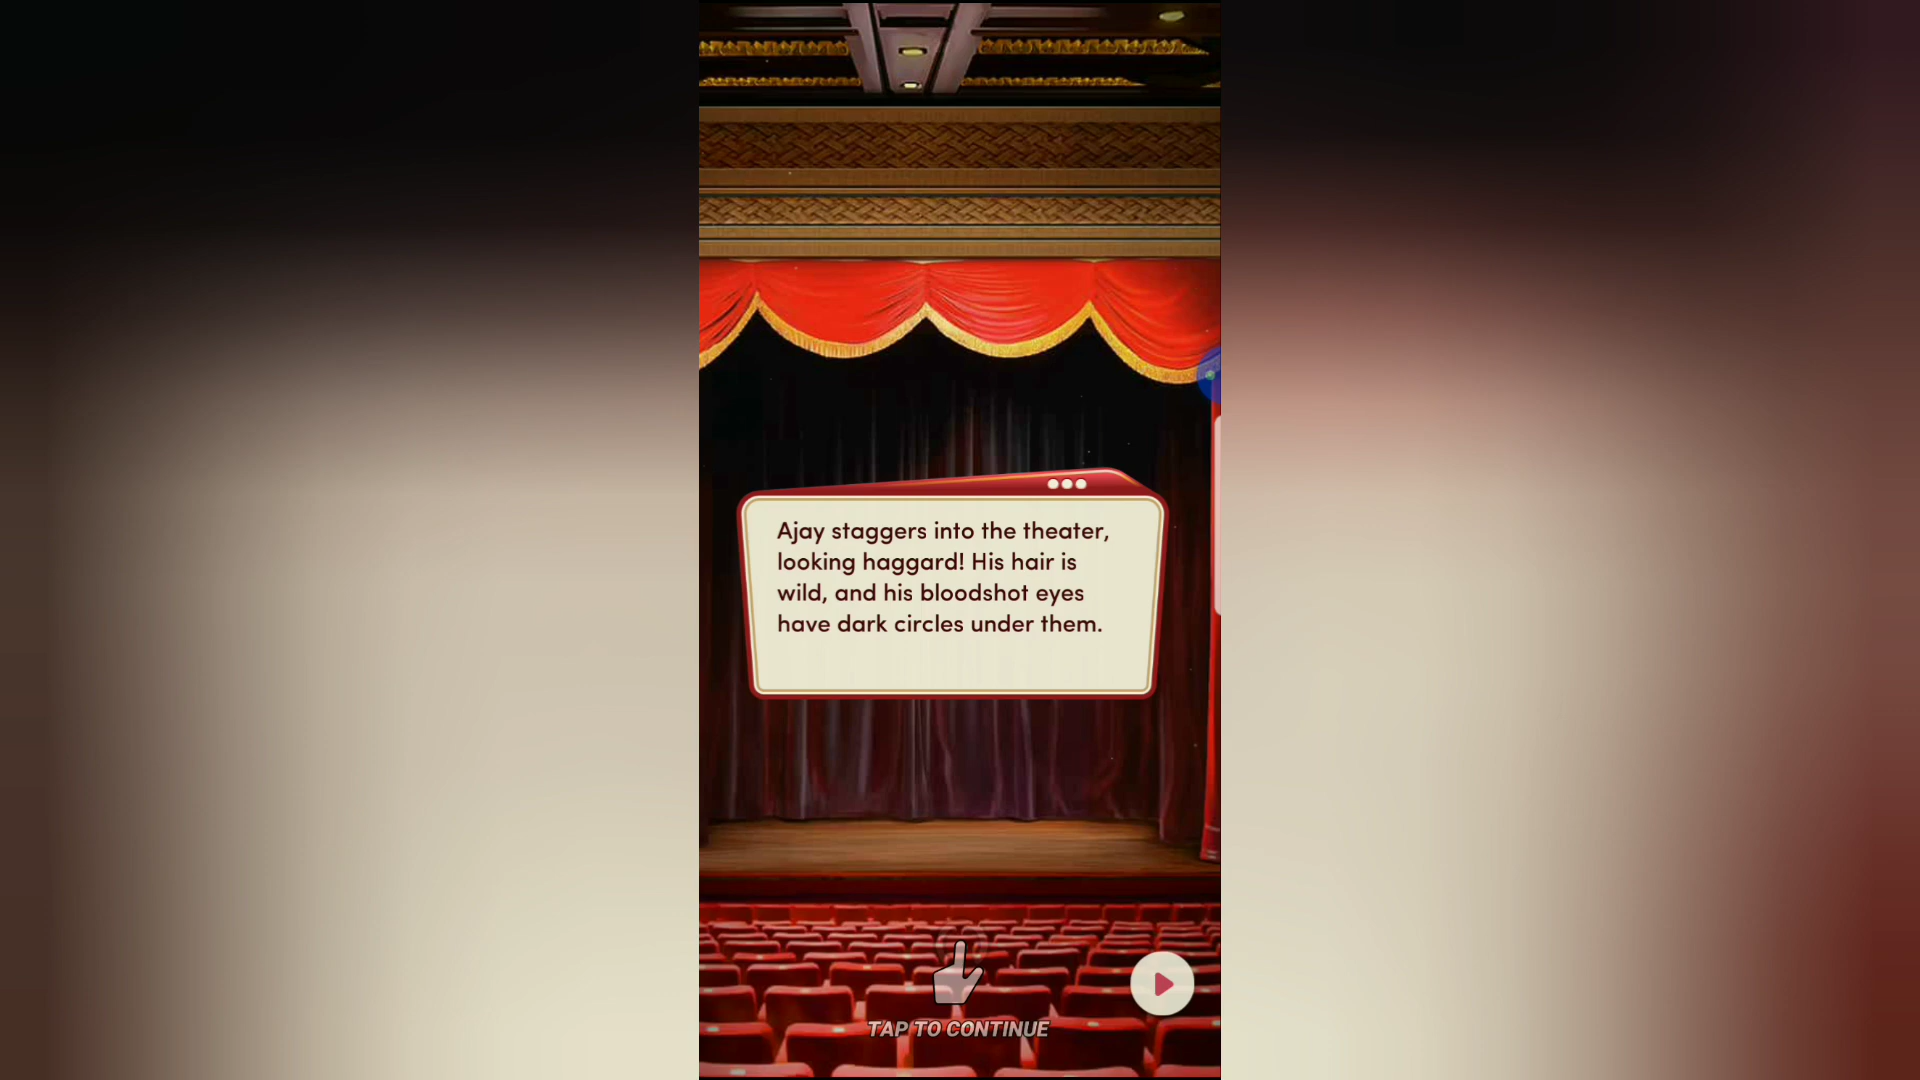 Ajay staggers into the theater,
looking haggard! His hair is
wild, and his bloodshot eyes
have dark circles under them.
TAP TO CONTINUE